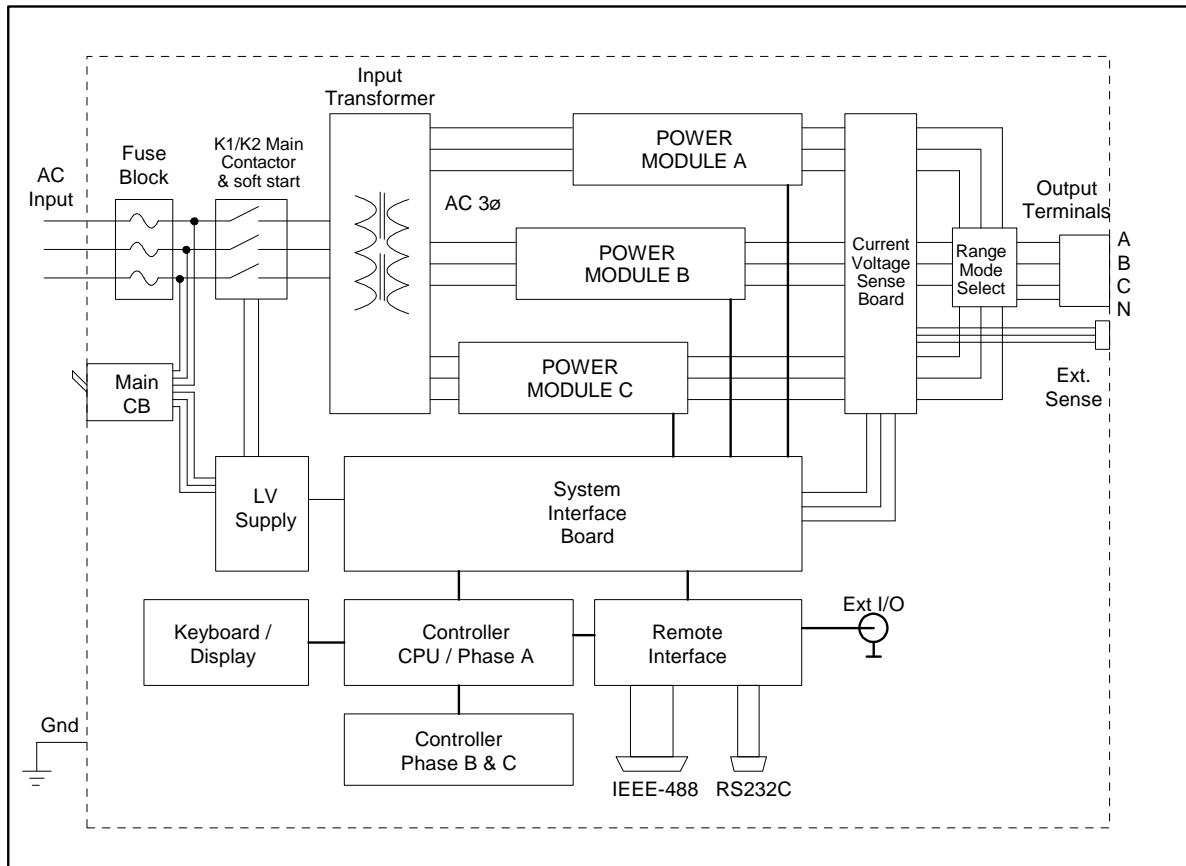 Input
Transformer
K1/K2 Main
Contactor
& soft start
Fuse
Block
AC
Input
POWER
MODULE A
AC 3ø
POWER
MODULE B
POWER
MODULE C
Current
Voltage
Sense
Board
Range
Mode
Select
Output
Terminals
A
B
C
N
Ext.
Sense
Main
CB
LV
Supply
System
Interface
Board
Keyboard /
Display
Controller
CPU / Phase A
Remote
Interface
Ext I/O
Controller
Phase B & C
IEEE-488
RS232C
Gnd